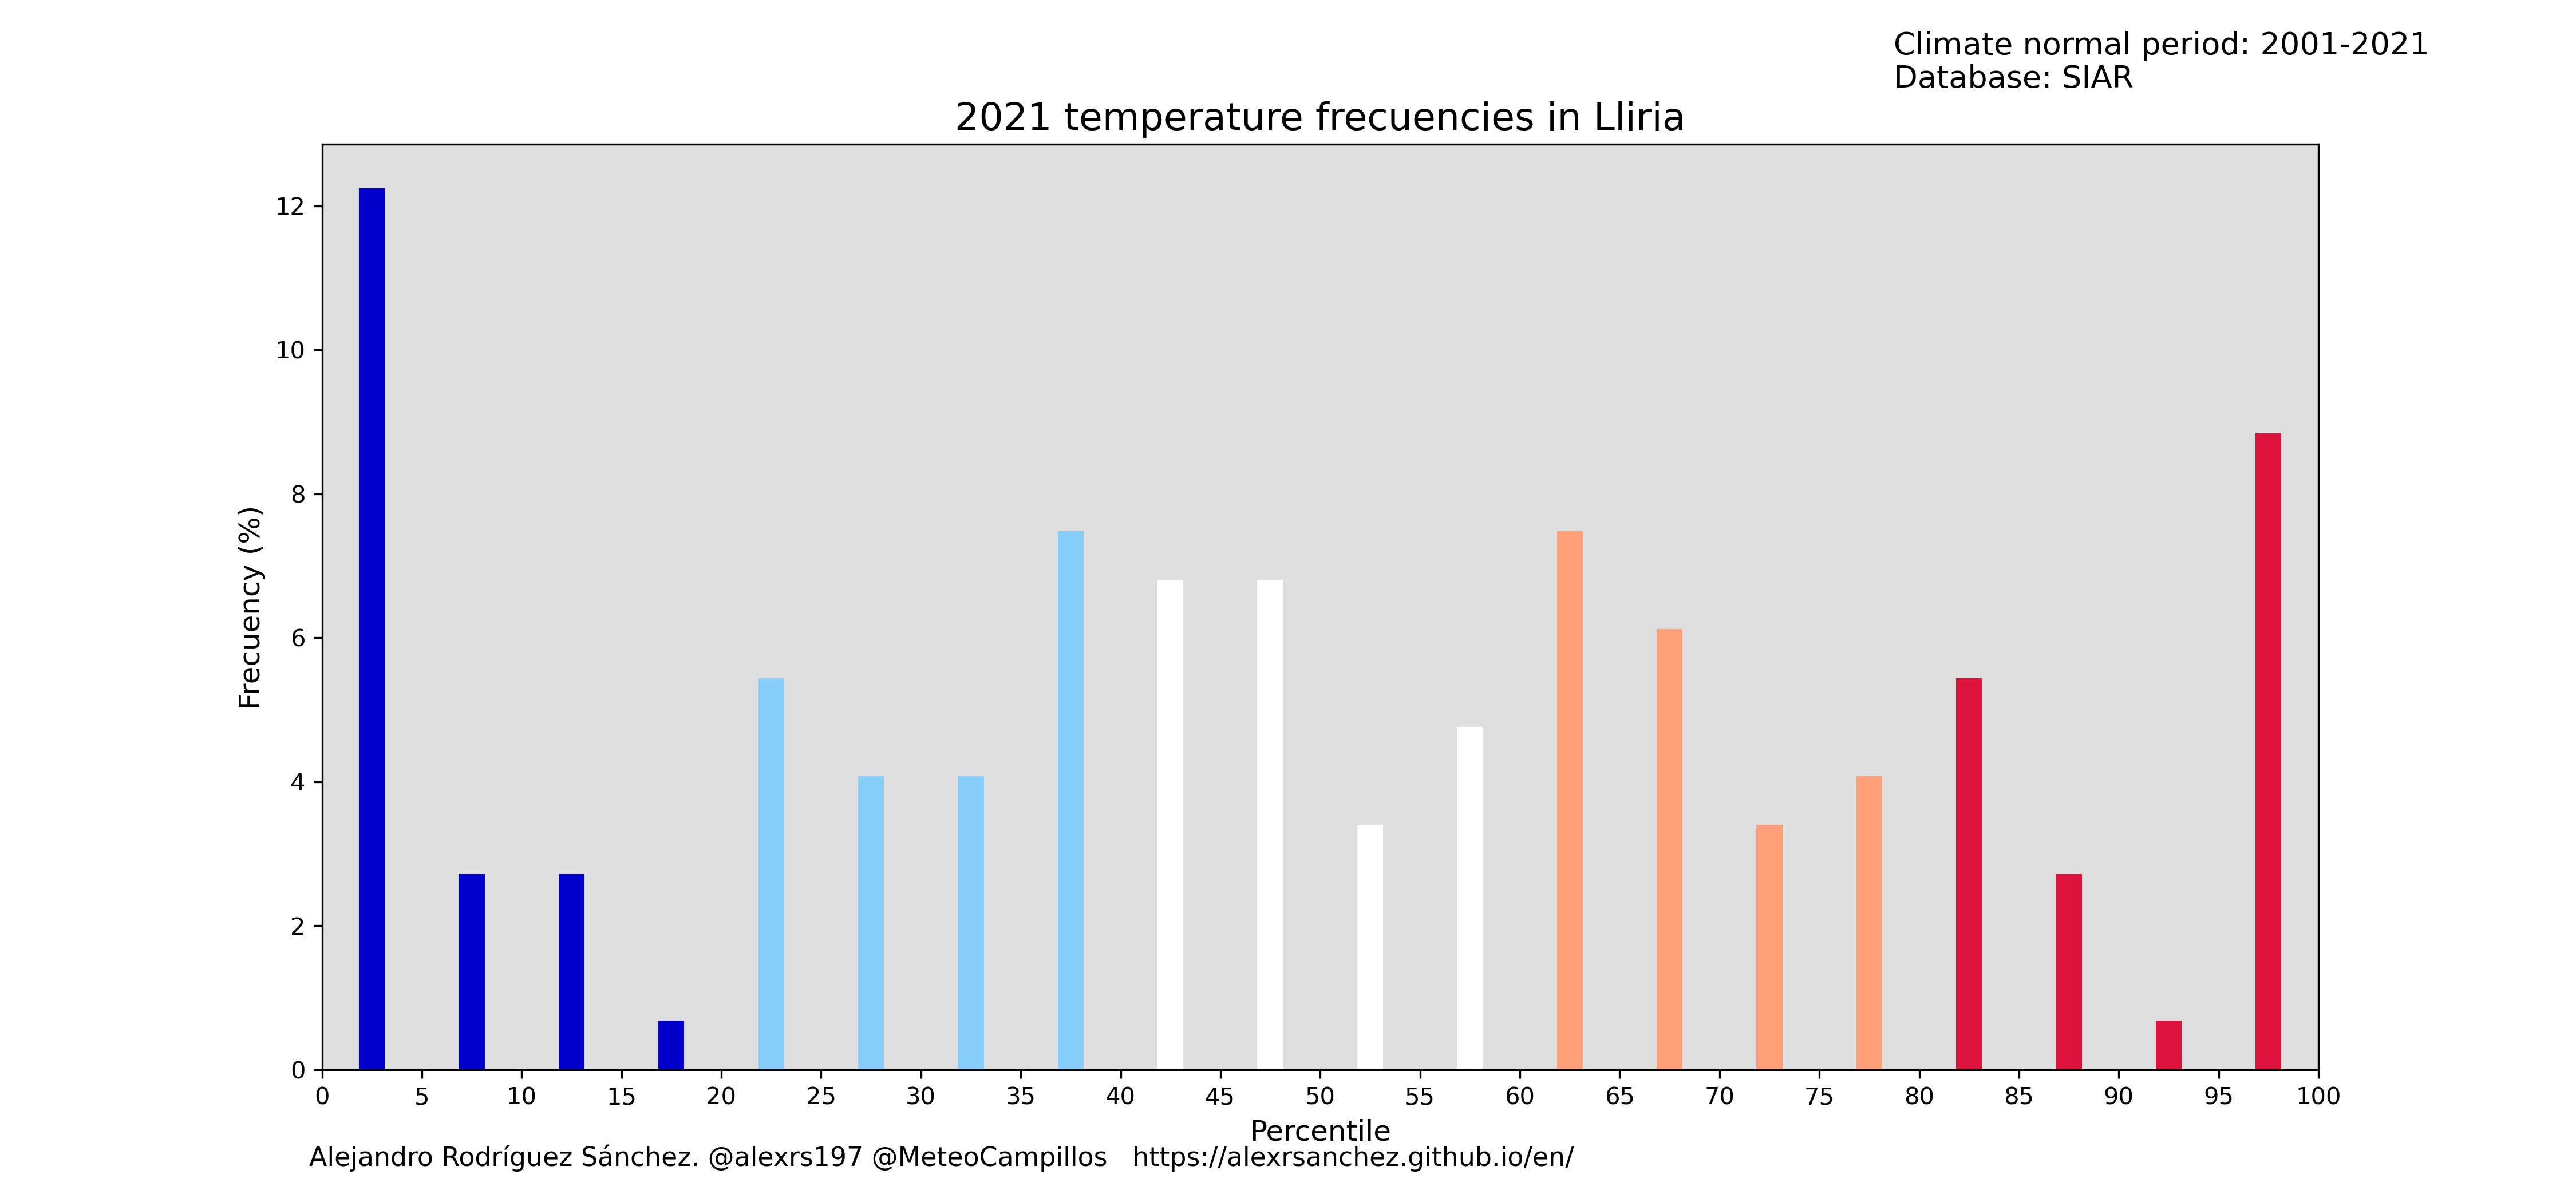 Climate normal period: 2001-2021
Database: SIAR
2021 temperature frecuencies in Lliria
12
10
8
6
4
2
0
Frecuency (%)
0 5 10 15 20 25 30 35 40 45 50 55 60 65 70 75 80 85 90 95 100
Percentile
Alejandro Rodríguez Sánchez. @alexrs197 @MeteoCampillos https://alexrsanchez.github.io/en/